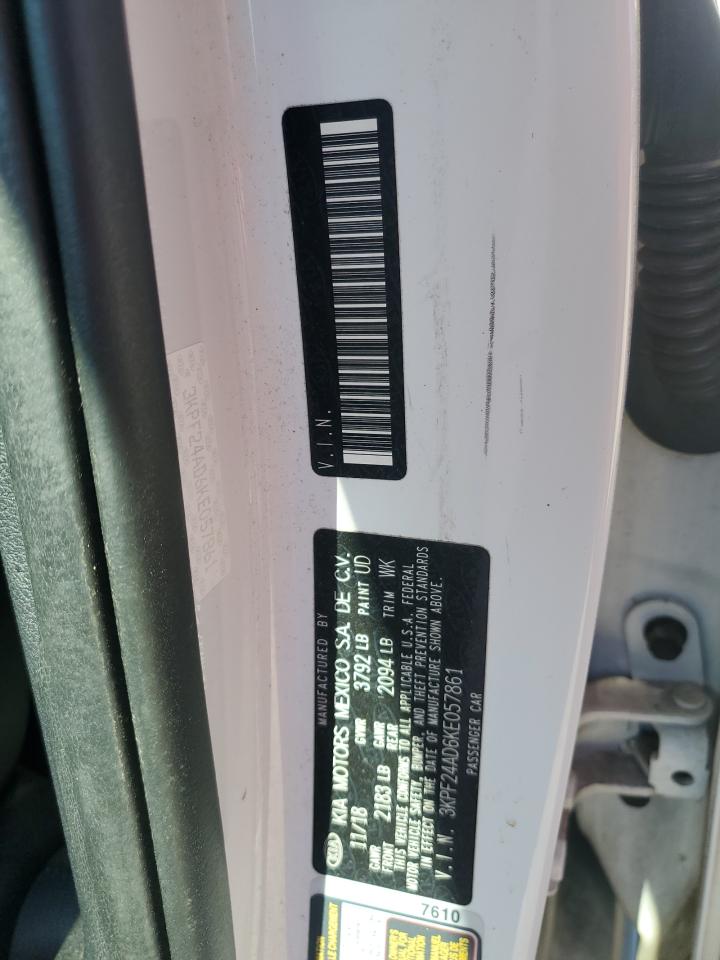 V.I.N.
MANUFACTURED BY
KIA KIA MOTORS MEXICO S.A. DE C.V.
11/18 GVWR 3792 LB PAINT UD
GAWR GAWR
FRONT 2183 LB REAR 2094 LB TRIM WK
THIS VEHICLE CONFORMS TO ALL APPLICABLE U.S.A. FEDERAL
MOTOR VEHICLE SAFETY, BUMPER, AND THEFT PREVENTION STANDARDS
IN EFFECT ON THE DATE OF MANUFACTURE SHOWN ABOVE.
V.I.N. 3KPF24AD6KE057861
PASSENGER CAR
7610